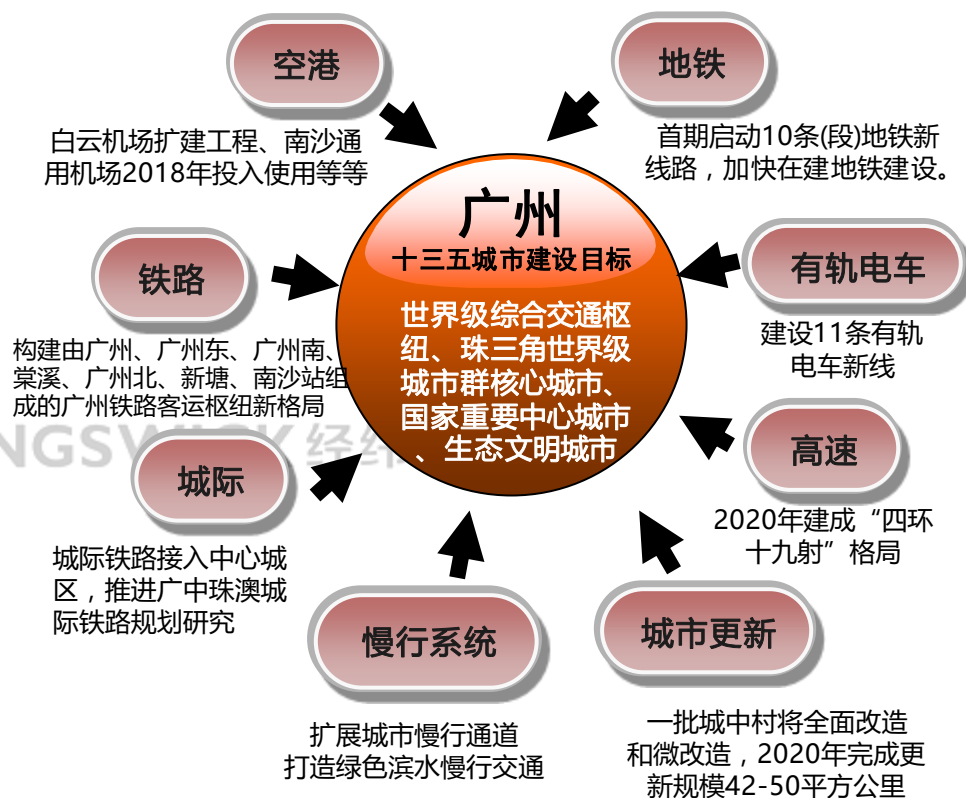 空港
白云机场扩建工程、南沙通
用机场2018年投入使用等等
地铁
首期启动10条(段)地铁新
线路，加快在建地铁建设。
广州
十三五城市建设目标
世界级综合交通枢
纽、珠三角世界级
城市群核心城市、
国家重要中心城市
、生态文明城市
铁路
构建由广州、广州东、广州南、
棠溪、广州北、新塘、南沙站组
成的广州铁路客运枢纽新格局
有轨电车
建设11条有轨
电车新线
城际
城际铁路接入中心城
区，推进广中珠澳城
际铁路规划研究
高速
2020年建成“四环
十九射”格局
慢行系统
扩展城市慢行通道
打造绿色滨水慢行交通
城市更新
一批城中村将全面改造
和微改造，2020年完成更
新规模42-50平方公里